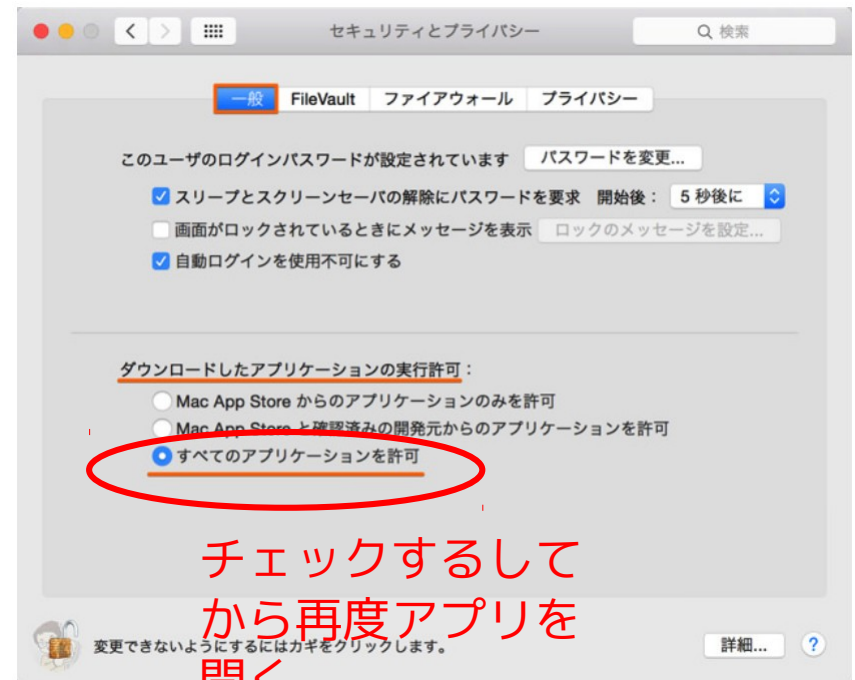 セキュリティとプライバシー
検索
一般 FileVault ファイアウォール プライバシー
このユーザのログインパスワードが設定されています パスワードを変更...
スリープとスクリーンセーバの解除にパスワードを要求 開始後： 5 秒後に
画面がロックされているときにメッセージを表示 ロックのメッセージを設定...
自動ログインを使用不可にする
ダウンロードしたアプリケーションの実行許可：
Mac App Store からのアプリケーションのみを許可
Mac App Store と確認済みの開発元からのアプリケーションを許可
すべてのアプリケーションを許可
チェックするして
から再度アプリを
開く
変更できないようにするにはカギをクリックします。 詳細... ?